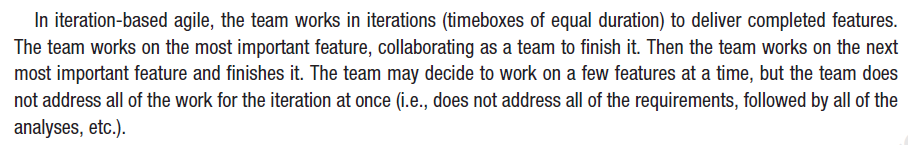 In iteration-based agile, the team works in iterations (timeboxes of equal duration) to deliver completed features.
The team works on the most important feature, collaborating as a team to finish it. Then the team works on the next
most important feature and finishes it. The team may decide to work on a few features at a time, but the team does
not address all of the work for the iteration at once (i.e., does not address all of the requirements, followed by all of the
analyses, etc.).